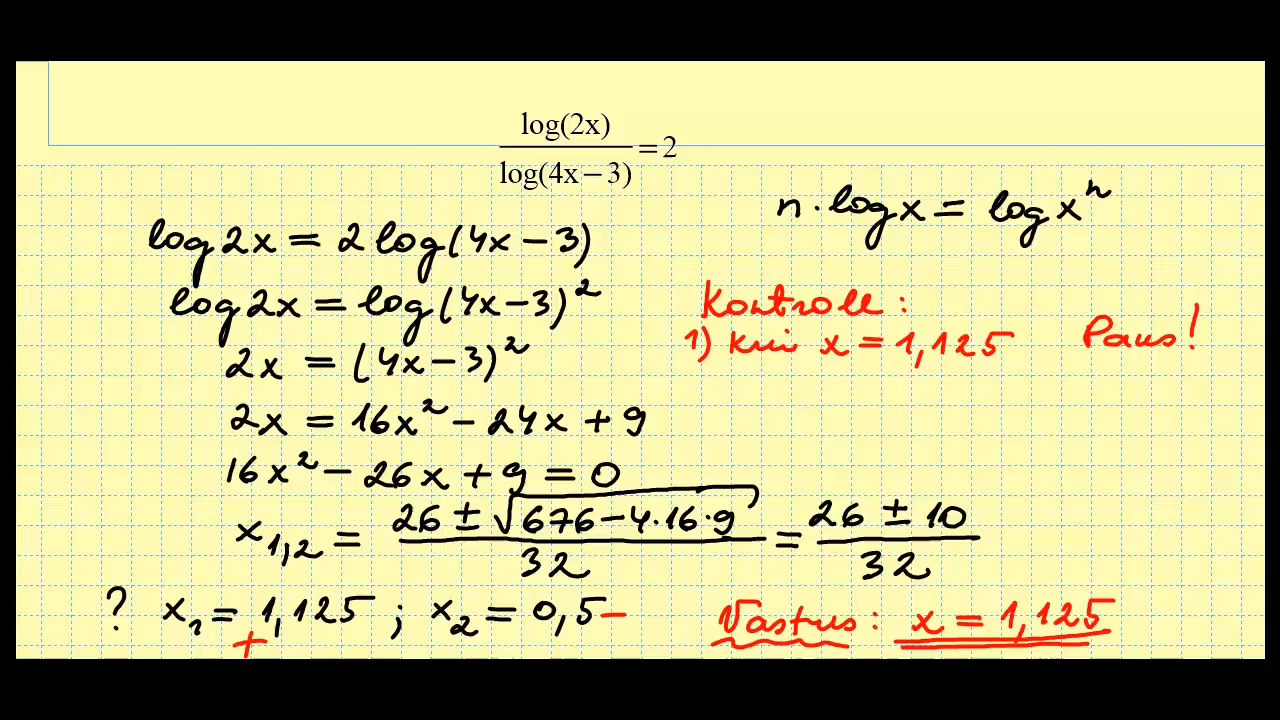 log(2x)
log(4x − 3)
= 2
n · log x = log xⁿ
log 2x = 2 log (4x − 3)
log 2x = log (4x − 3)²
Kontroll:
1) kui x = 1,125
Paus!
2x = (4x − 3)²
2x = 16x² − 24x + 9
16x² − 26x + 9 = 0
x₁,₂ = (26 ± √676 − 4·16·9) / 32 = (26 ± 10) / 32
? x₁ = 1,125 ; x₂ = 0,5 −
+
Vastus: x = 1,125